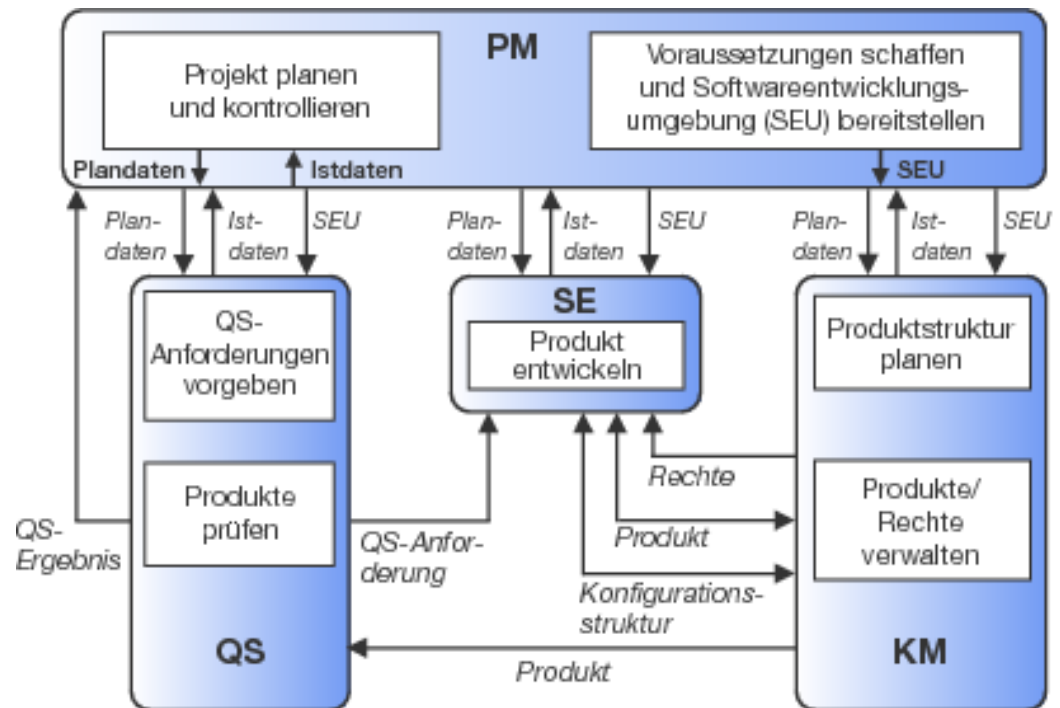 PM
Projekt planen
und kontrollieren
Voraussetzungen schaffen
und Softwareentwicklungs-
umgebung (SEU) bereitstellen
Plandaten
Istdaten
SEU
Plan-
daten
Ist-
daten
SEU
Plan-
daten
Ist-
daten
SEU
Plan-
daten
Ist-
daten
SEU
QS-
Anforderungen
vorgeben
Produkte
prüfen
QS
SE
Produkt
entwickeln
Produktstruktur
planen
Produkte/
Rechte
verwalten
KM
QS-
Ergebnis
QS-Anfor-
derung
Rechte
Produkt
Konfigurations-
struktur
Produkt